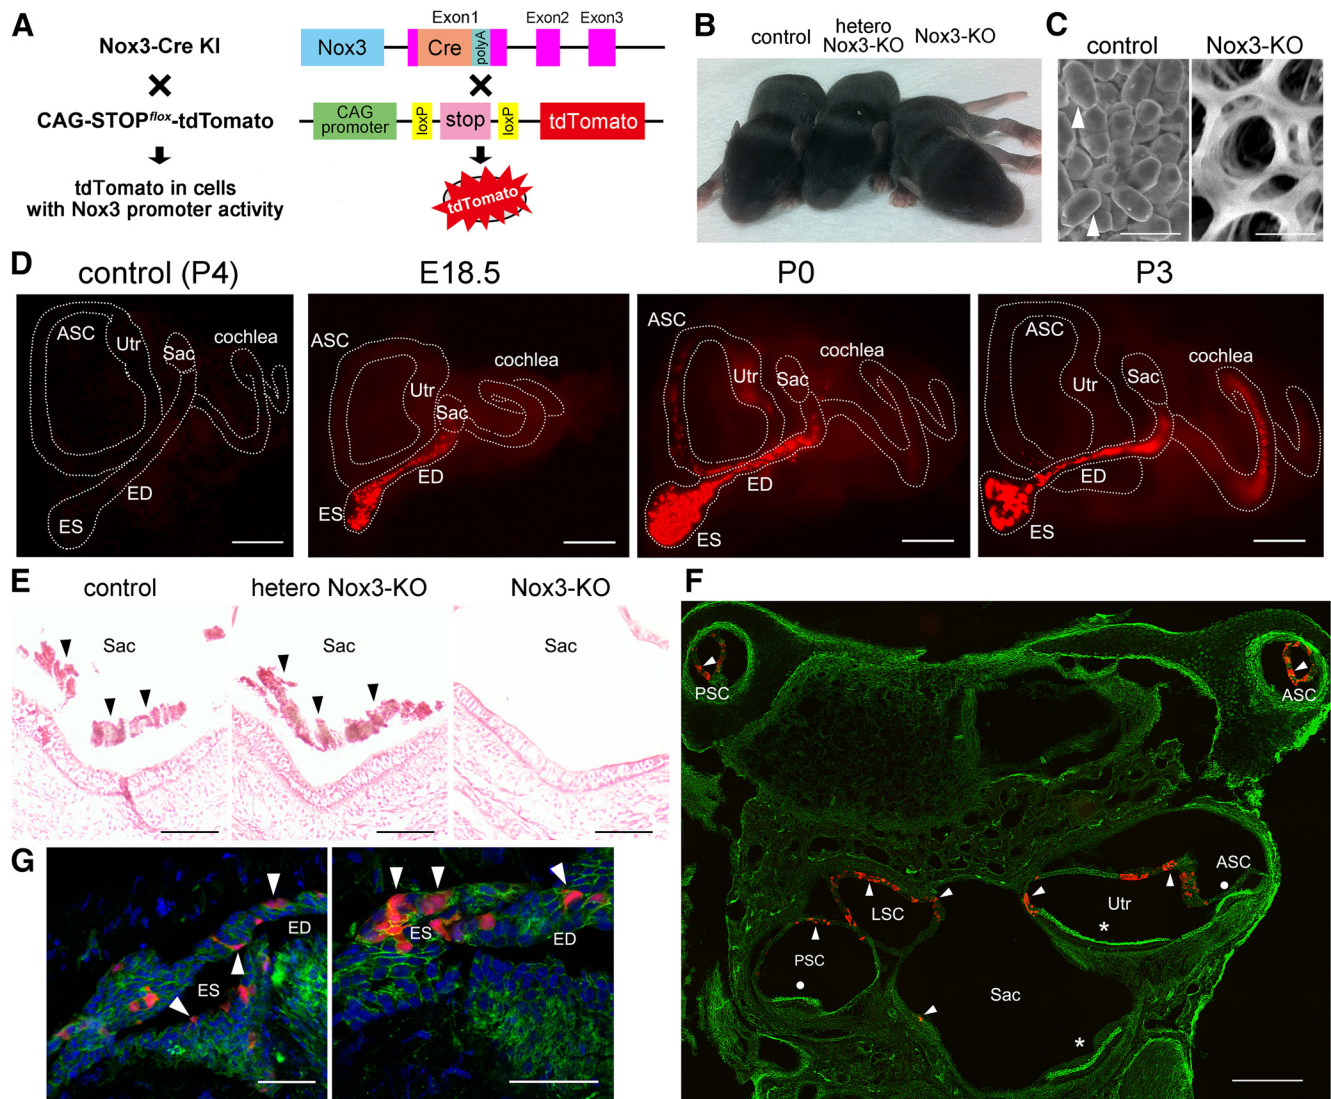 A
Nox3-Cre KI
CAG-STOPflox-tdTomato
tdTomato in cells
with Nox3 promoter activity
Exon1
Exon2
Exon3
Nox3
Cre
polyA
CAG
promoter
loxP
stop
loxP
tdTomato
tdTomato
B
control
hetero
Nox3-KO
Nox3-KO
C
control
Nox3-KO
D
control (P4)
E18.5
P0
P3
ASC
Utr
Sac
cochlea
ED
ES
ASC
Utr
Sac
cochlea
ED
ES
ASC
Utr
Sac
cochlea
ED
ES
ASC
Utr
Sac
cochlea
ED
ES
E
control
hetero Nox3-KO
Nox3-KO
Sac
Sac
Sac
F
PSC
ASC
LSC
PSC
Utr
ASC
Sac
*
*
G
ED
ES
ES
ED